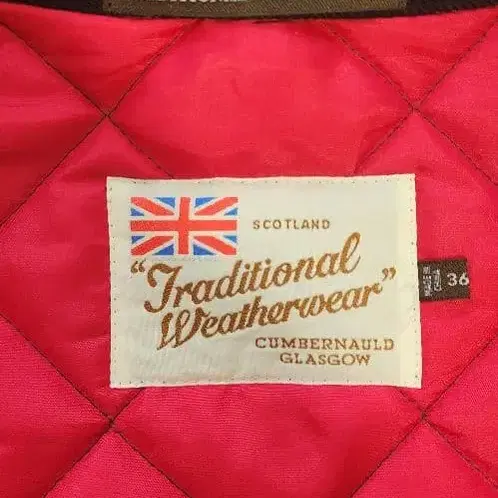 SCOTLAND
"Traditional
Weatherwear"
CUMBERNAULD
GLASGOW
36